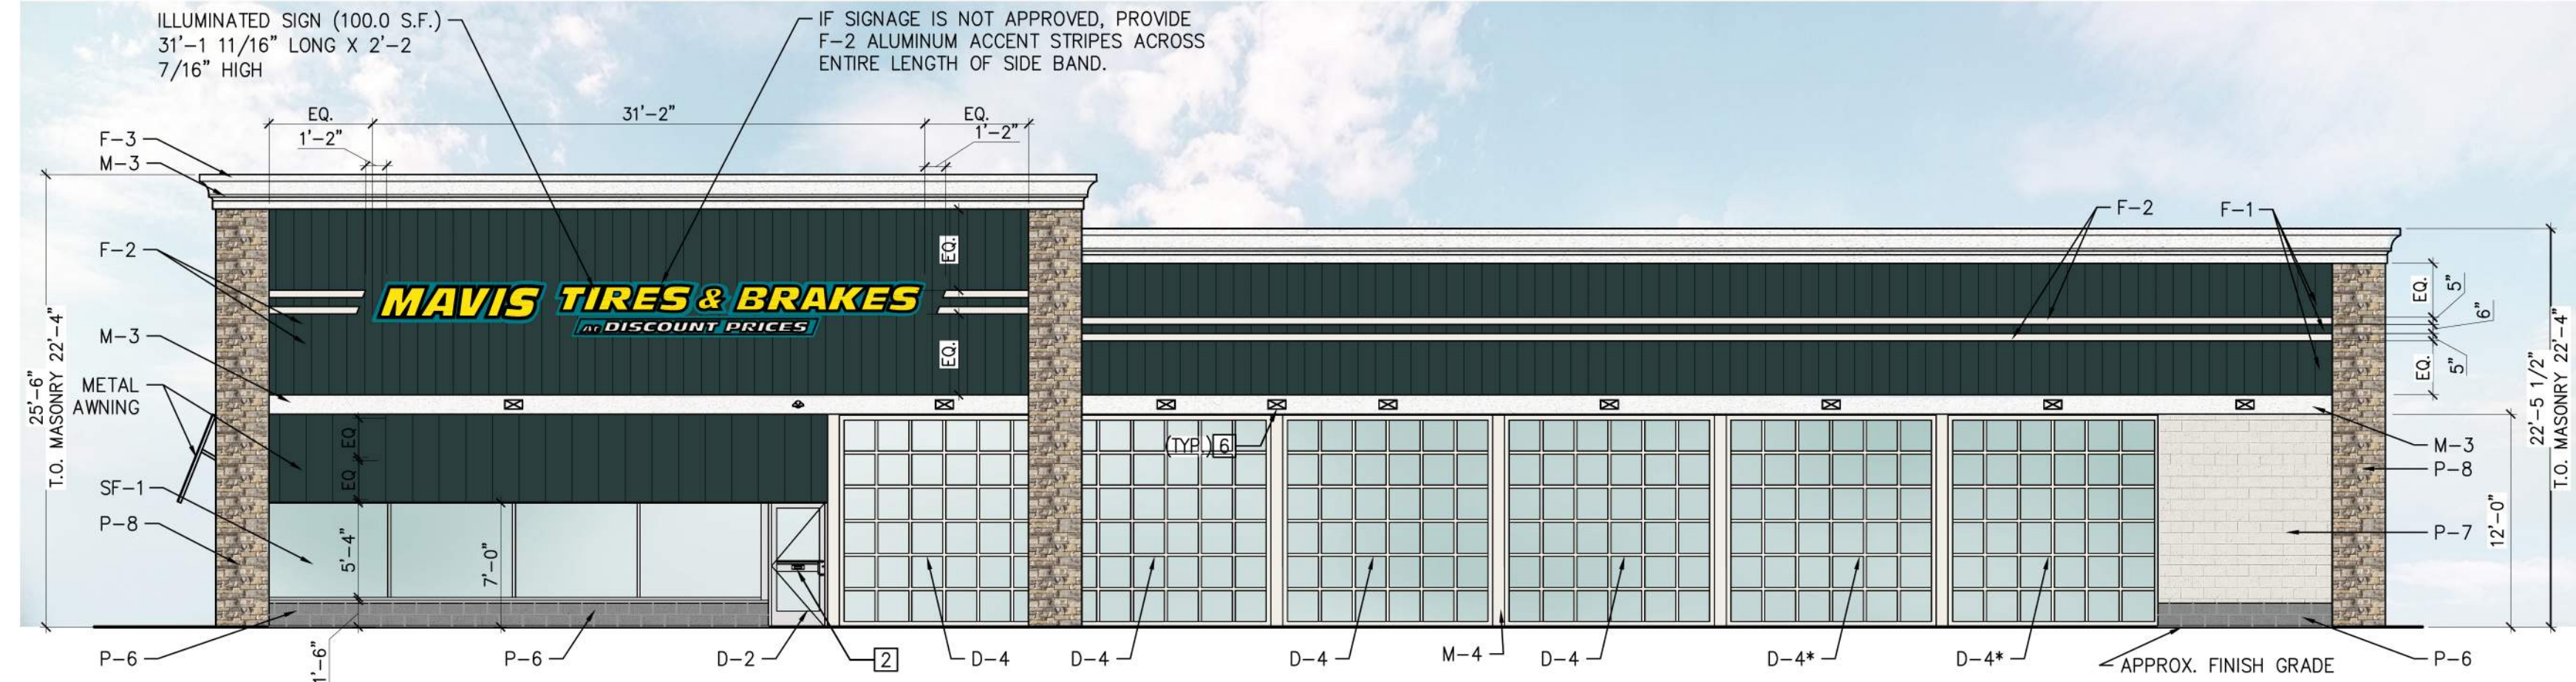 ILLUMINATED SIGN (100.0 S.F.)
31'-1 11/16" LONG X 2'-2
7/16" HIGH
IF SIGNAGE IS NOT APPROVED, PROVIDE
F-2 ALUMINUM ACCENT STRIPES ACROSS
ENTIRE LENGTH OF SIDE BAND.
EQ.
31'-2"
EQ.
1'-2"
1'-2"
F-3
M-3
F-2
M-3
METAL
AWNING
SF-1
P-8
P-6
25'-6"
T.O. MASONRY 22'-4"
MAVIS TIRES & BRAKES
AT DISCOUNT PRICES
EQ.
EQ.
EQ
EQ
5'-4"
7'-0"
1'-6"
(TYP.) 6
F-2
F-1
EQ.
5"
6"
5"
EQ.
22'-5 1/2"
T.O. MASONRY 22'-4"
12'-0"
M-3
P-8
P-7
P-6
P-6
D-2
2
D-4
D-4
D-4
M-4
D-4
D-4*
D-4*
APPROX. FINISH GRADE